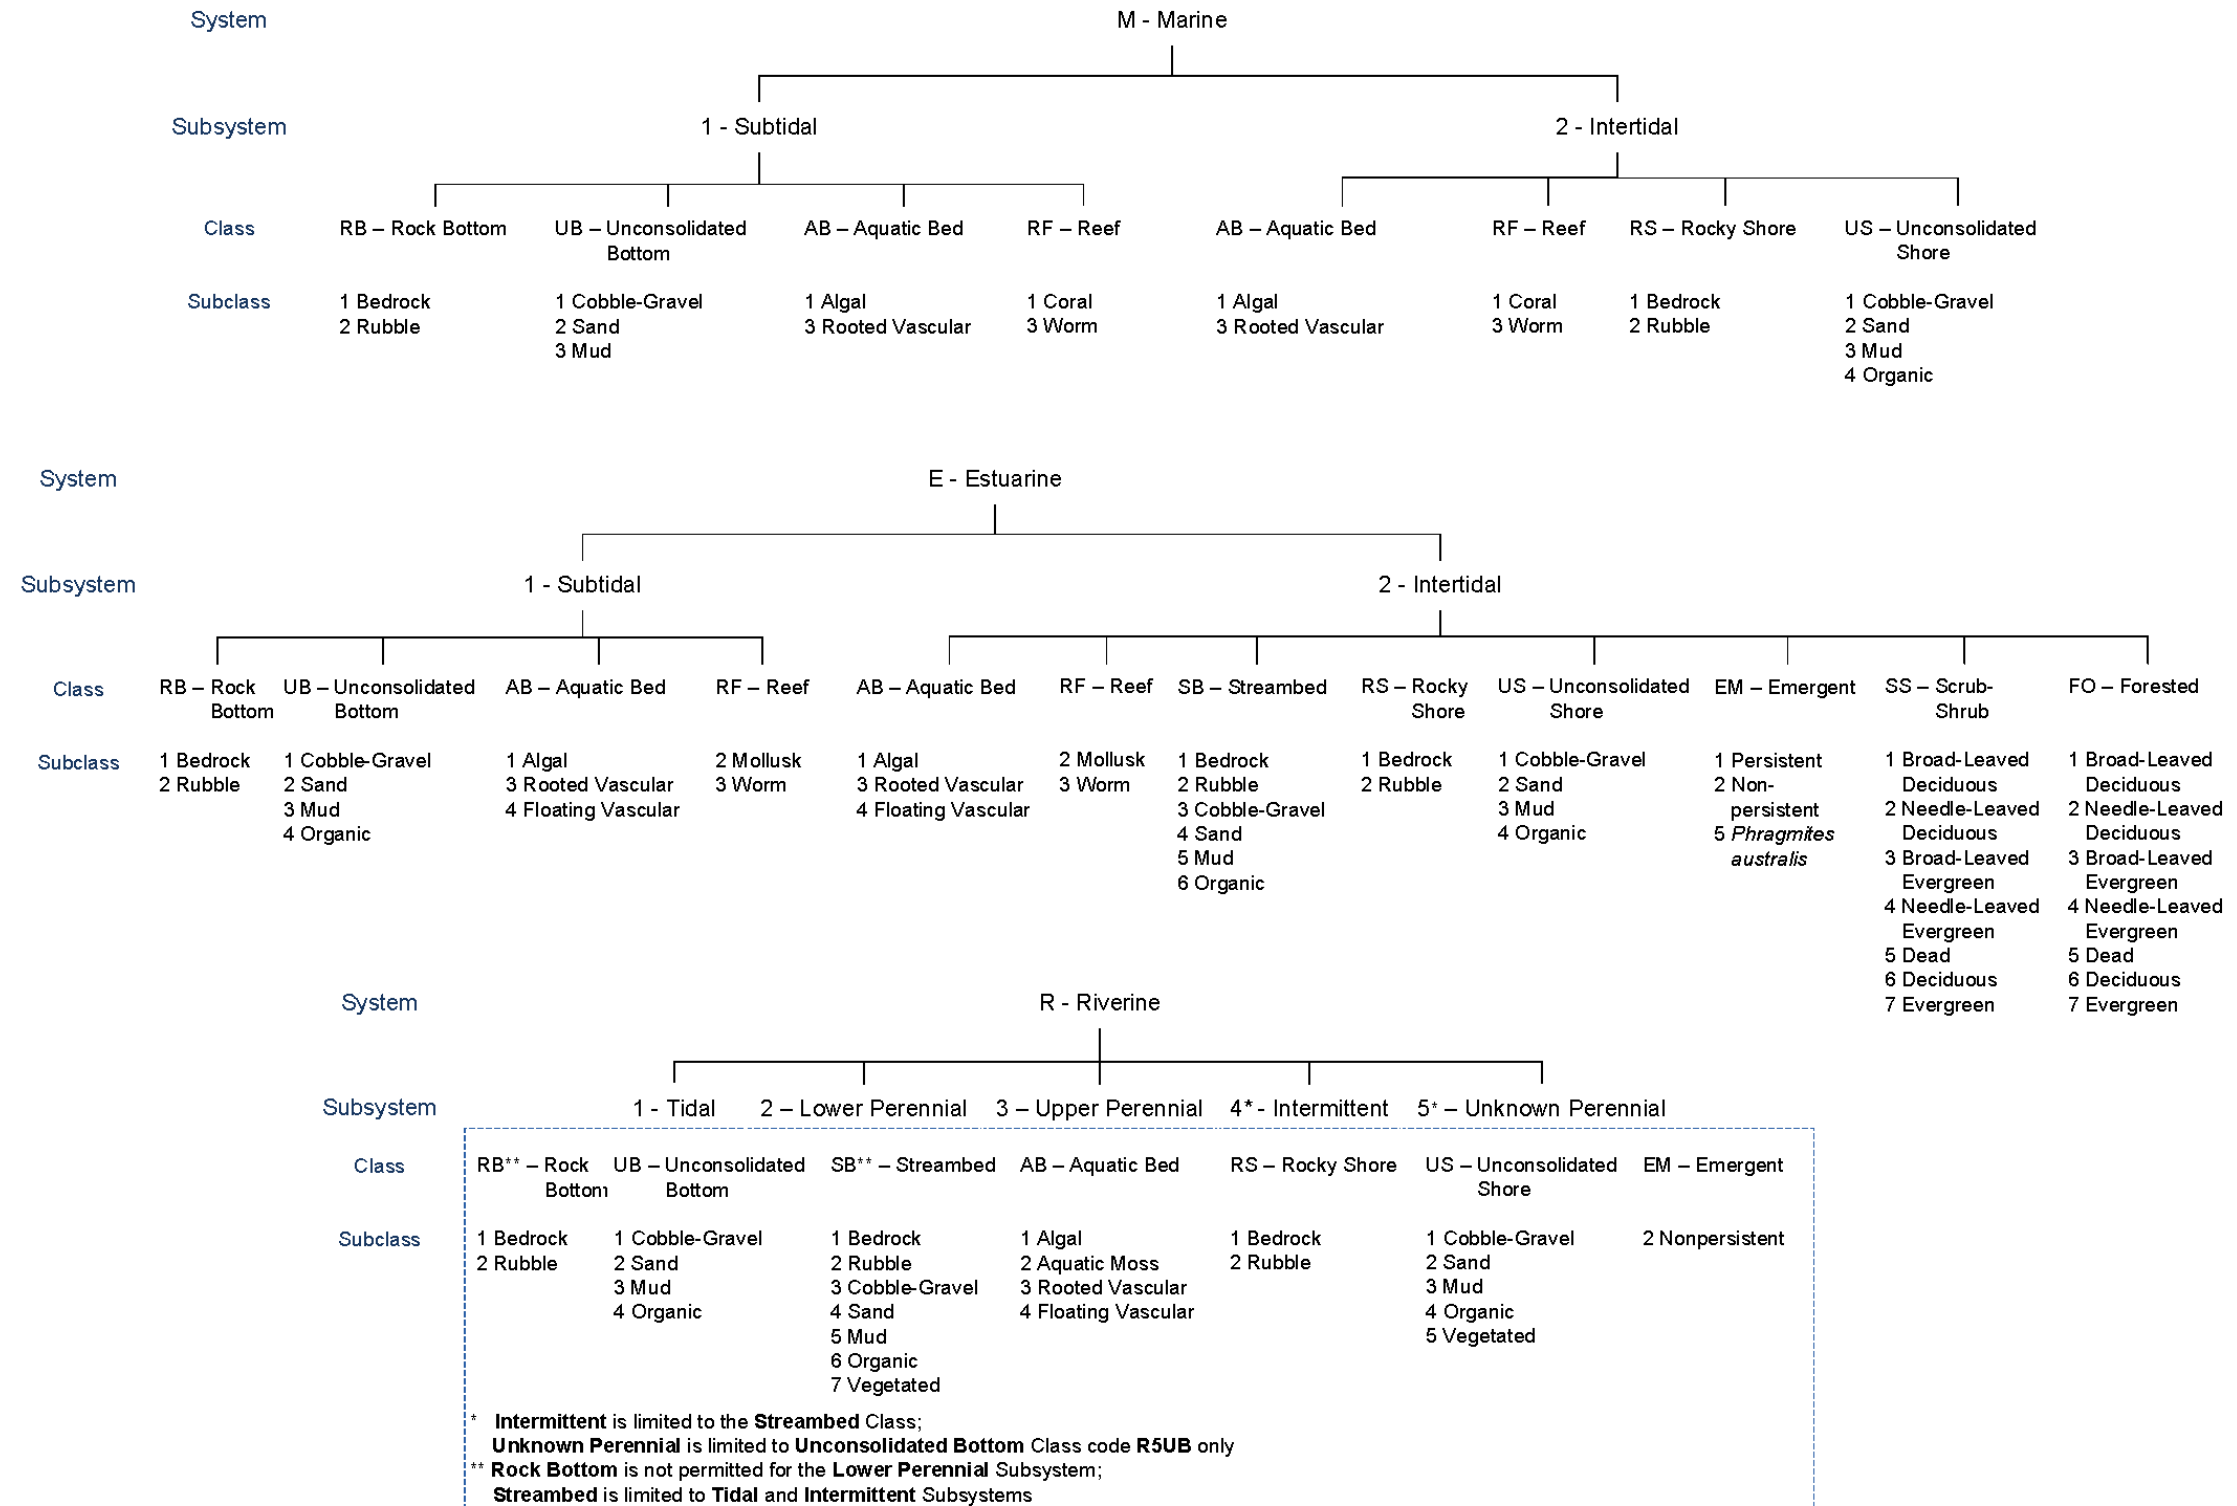 System M - Marine
Subsystem 1 - Subtidal 2 - Intertidal
Class RB – Rock Bottom UB – Unconsolidated AB – Aquatic Bed RF – Reef AB – Aquatic Bed RF – Reef RS – Rocky Shore US – Unconsolidated
Bottom Shore
Subclass 1 Bedrock 1 Cobble-Gravel 1 Algal 1 Coral 1 Algal 1 Coral 1 Bedrock 1 Cobble-Gravel
2 Rubble 2 Sand 3 Rooted Vascular 3 Worm 3 Rooted Vascular 3 Worm 2 Rubble 2 Sand
3 Mud 3 Mud
4 Organic
System E - Estuarine
Subsystem 1 - Subtidal 2 - Intertidal
Class RB – Rock UB – Unconsolidated AB – Aquatic Bed RF – Reef AB – Aquatic Bed RF – Reef SB – Streambed RS – Rocky US – Unconsolidated EM – Emergent SS – Scrub- FO – Forested
Bottom Bottom Shore Shore Shrub
Subclass 1 Bedrock 1 Cobble-Gravel 1 Algal 2 Mollusk 1 Algal 2 Mollusk 1 Bedrock 1 Bedrock 1 Cobble-Gravel 1 Persistent 1 Broad-Leaved 1 Broad-Leaved
2 Rubble 2 Sand 3 Rooted Vascular 3 Worm 3 Rooted Vascular 3 Worm 2 Rubble 2 Rubble 2 Sand 2 Non- Deciduous Deciduous
3 Mud 4 Floating Vascular 4 Floating Vascular 3 Cobble-Gravel 3 Mud persistent 2 Needle-Leaved 2 Needle-Leaved
4 Organic 4 Sand 4 Organic 5 Phragmites Deciduous Deciduous
5 Mud australis 3 Broad-Leaved 3 Broad-Leaved
6 Organic Evergreen Evergreen
4 Needle-Leaved 4 Needle-Leaved
Evergreen Evergreen
5 Dead 5 Dead
6 Deciduous 6 Deciduous
7 Evergreen 7 Evergreen
System R - Riverine
Subsystem 1 - Tidal 2 – Lower Perennial 3 – Upper Perennial 4* - Intermittent 5* – Unknown Perennial
Class RB** – Rock UB – Unconsolidated SB** – Streambed AB – Aquatic Bed RS – Rocky Shore US – Unconsolidated EM – Emergent
Bottom Bottom Shore
Subclass 1 Bedrock 1 Cobble-Gravel 1 Bedrock 1 Algal 1 Bedrock 1 Cobble-Gravel 2 Nonpersistent
2 Rubble 2 Sand 2 Rubble 2 Aquatic Moss 2 Rubble 2 Sand
3 Mud 3 Cobble-Gravel 3 Rooted Vascular 3 Mud
4 Organic 4 Sand 4 Floating Vascular 4 Organic
5 Mud 5 Vegetated
6 Organic
7 Vegetated
* Intermittent is limited to the Streambed Class;
Unknown Perennial is limited to Unconsolidated Bottom Class code R5UB only
** Rock Bottom is not permitted for the Lower Perennial Subsystem;
Streambed is limited to Tidal and Intermittent Subsystems